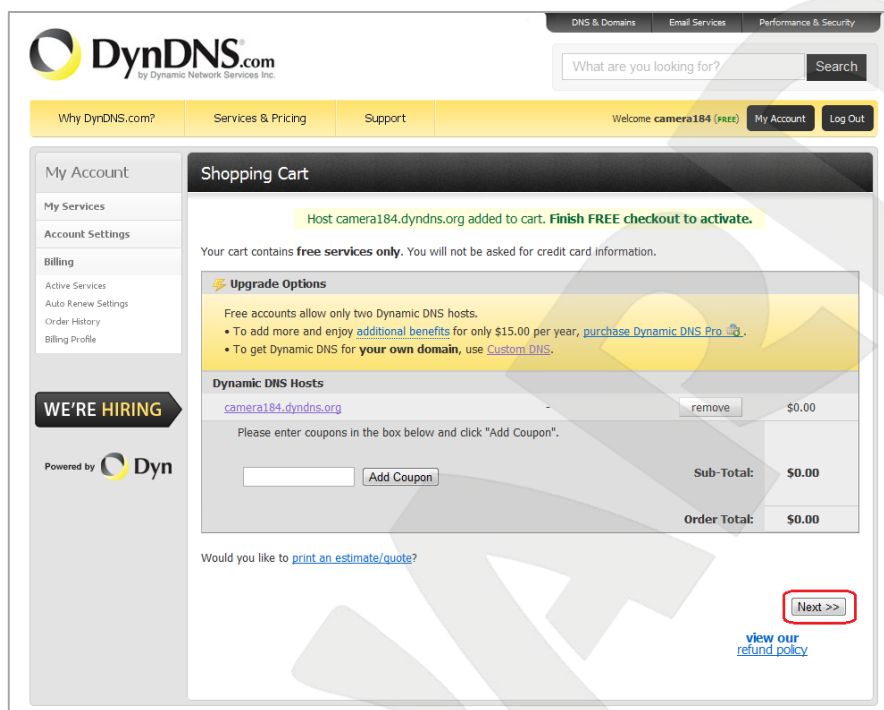 DNS & Domains Email Services Performance & Security
DynDNS.com
by Dynamic Network Services Inc.
What are you looking for? Search
Why DynDNS.com? Services & Pricing Support Welcome camera184 (FREE) My Account Log Out
My Account
My Services
Account Settings
Billing
Active Services
Auto Renew Settings
Order History
Billing Profile
WE'RE HIRING
Powered by Dyn
Shopping Cart
Host camera184.dyndns.org added to cart. Finish FREE checkout to activate.
Your cart contains free services only. You will not be asked for credit card information.
Upgrade Options
Free accounts allow only two Dynamic DNS hosts.
• To add more and enjoy additional benefits for only $15.00 per year, purchase Dynamic DNS Pro .
• To get Dynamic DNS for your own domain, use Custom DNS.
Dynamic DNS Hosts
camera184.dyndns.org - remove $0.00
Please enter coupons in the box below and click "Add Coupon".
Add Coupon
Sub-Total: $0.00
Order Total: $0.00
Would you like to print an estimate/quote?
Next >>
view our
refund policy